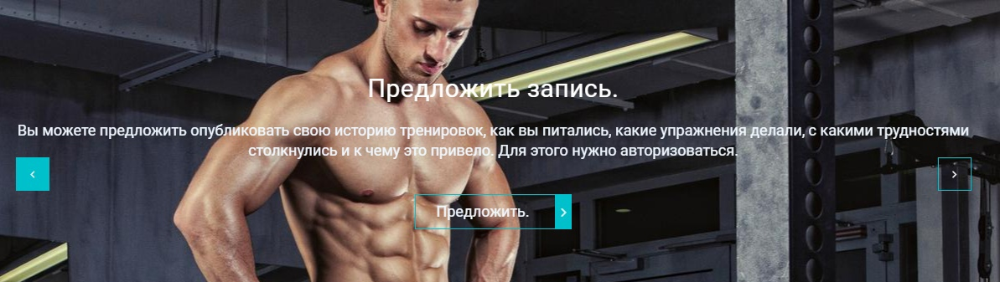 Предложить запись.
Вы можете предложить опубликовать свою историю тренировок, как вы питались, какие упражнения делали, с какими трудностями
столкнулись и к чему это привело. Для этого нужно авторизоваться.
Предложить.